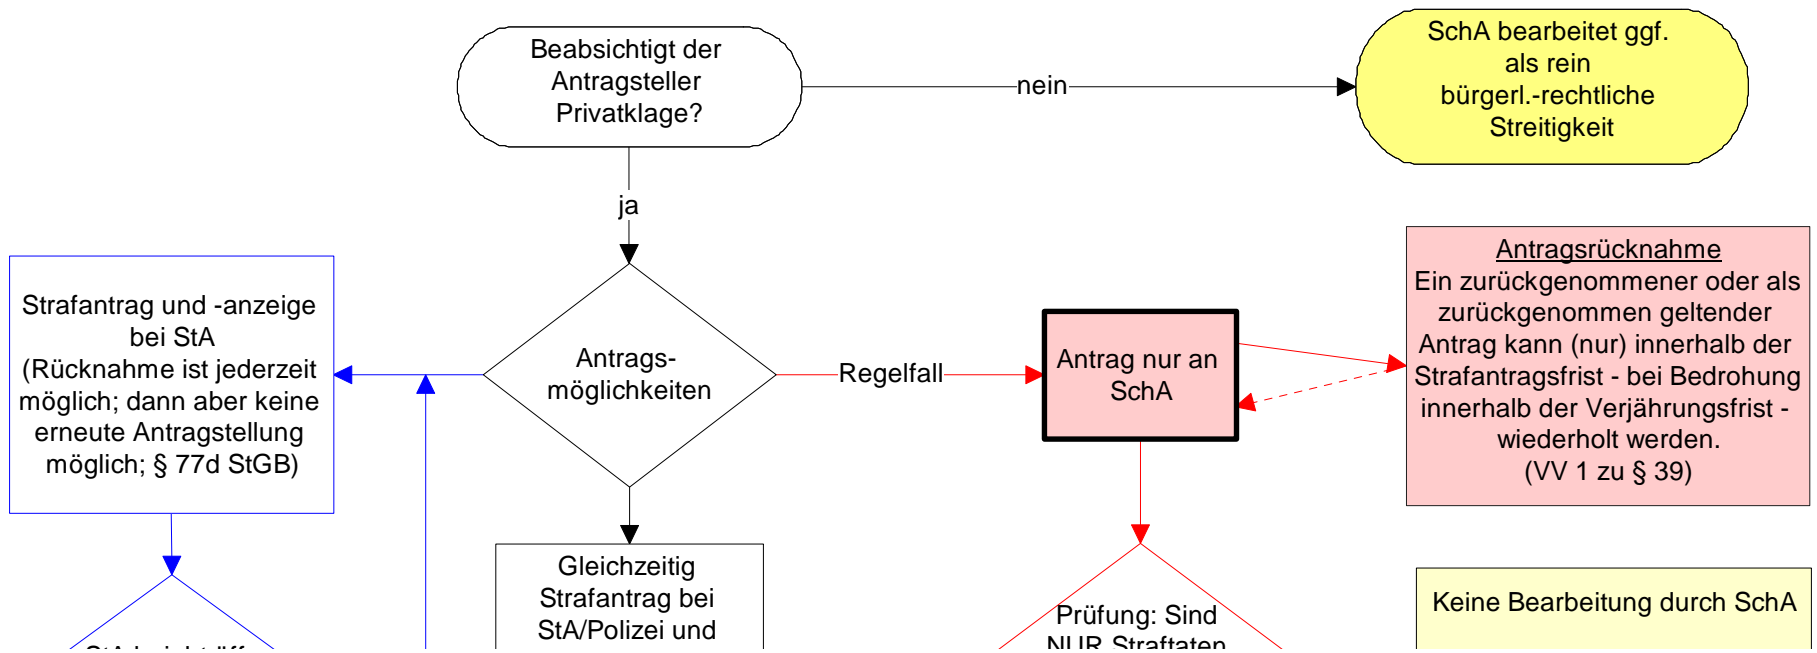 Beabsichtigt der
Antragsteller
Privatklage?
nein
SchA bearbeitet ggf.
als rein
bürgerl.-rechtliche
Streitigkeit
ja
Strafantrag und -anzeige
bei StA
(Rücknahme ist jederzeit
möglich; dann aber keine
erneute Antragstellung
möglich; § 77d StGB)
Antrags-
möglichkeiten
Regelfall
Antrag nur an
SchA
Antragsrücknahme
Ein zurückgenommener oder als
zurückgenommen geltender
Antrag kann (nur) innerhalb der
Strafantragsfrist - bei Bedrohung
innerhalb der Verjährungsfrist -
wiederholt werden.
(VV 1 zu § 39)
Gleichzeitig
Strafantrag bei
StA/Polizei und
Prüfung: Sind
NUR Straftaten
Keine Bearbeitung durch SchA